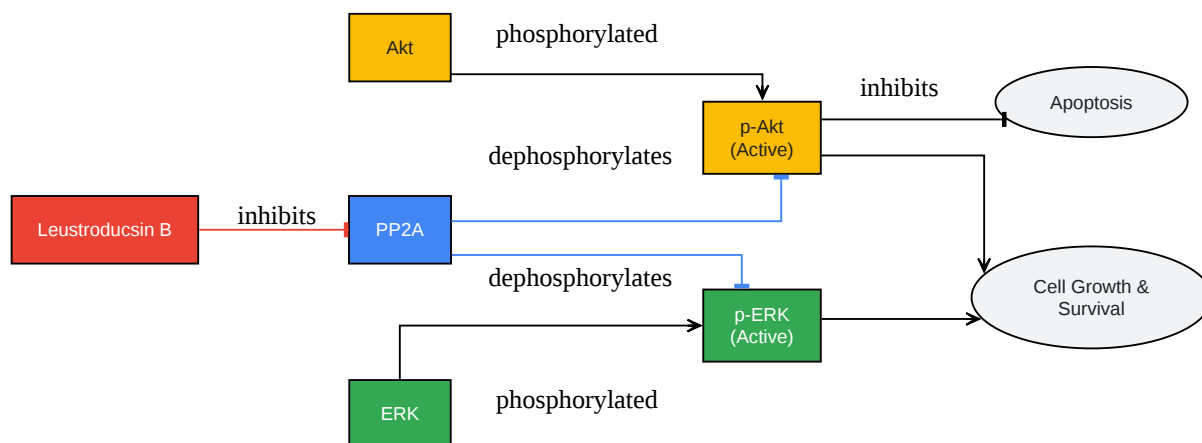 Akt
phosphorylated
inhibits
Apoptosis
p-Akt
(Active)
dephosphorylates
Leustroducsin B
inhibits
PP2A
dephosphorylates
Cell Growth &
Survival
p-ERK
(Active)
ERK
phosphorylated